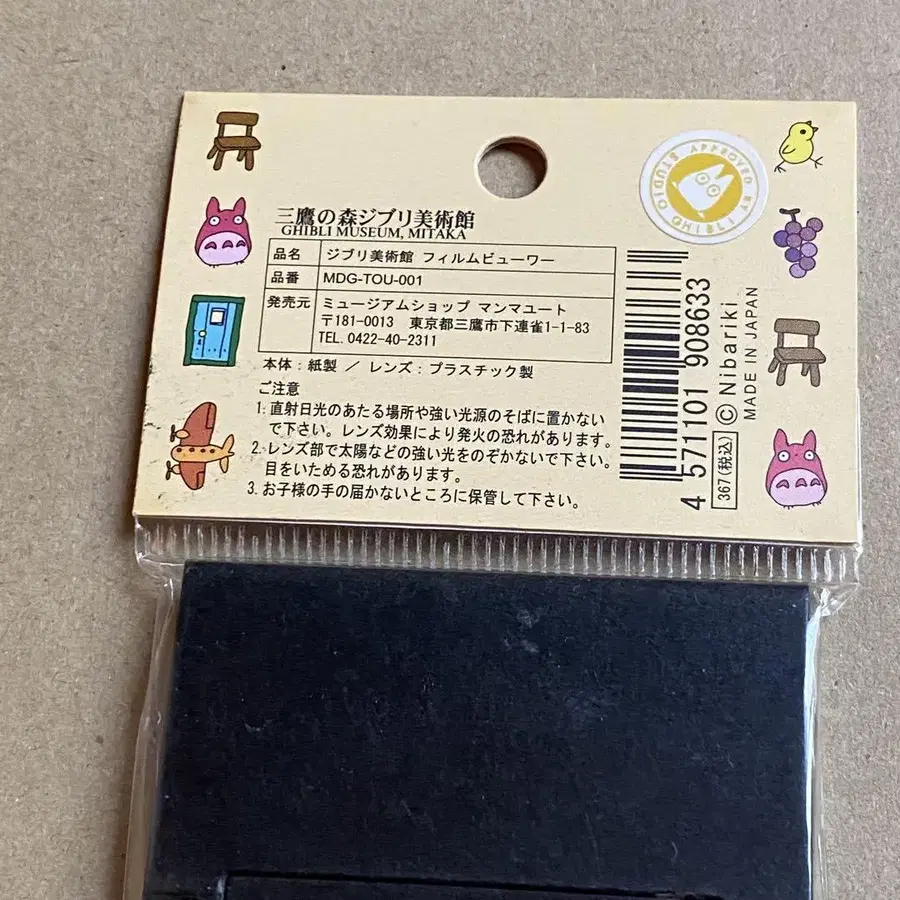 三鷹の森ジブリ美術館
GHIBLI MUSEUM, MITAKA
品名 ジブリ美術館 フィルムビューワー
品番 MDG-TOU-001
発売元 ミュージアムショップ マンマユート
〒181-0013 東京都三鷹市下連雀1-1-83
TEL. 0422-40-2311
本体：紙製 / レンズ：プラスチック製
ご注意
1. 直射日光のあたる場所や強い光源のそばに置かない
で下さい。レンズ効果により発火の恐れがあります。
2. レンズ部で太陽などの強い光をのぞかないで下さい。
目をいためる恐れがあります。
3. お子様の手の届かないところに保管して下さい。
APPROVED BY STUDIO GHIBLI
4 571101 908633
367(税込)
© Nibariki
MADE IN JAPAN